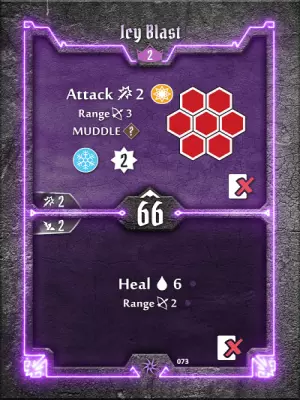 Icy Blast
2
Attack 2
Range 3
MUDDLE ?
2
2
2
66
Heal 6
Range 2
073